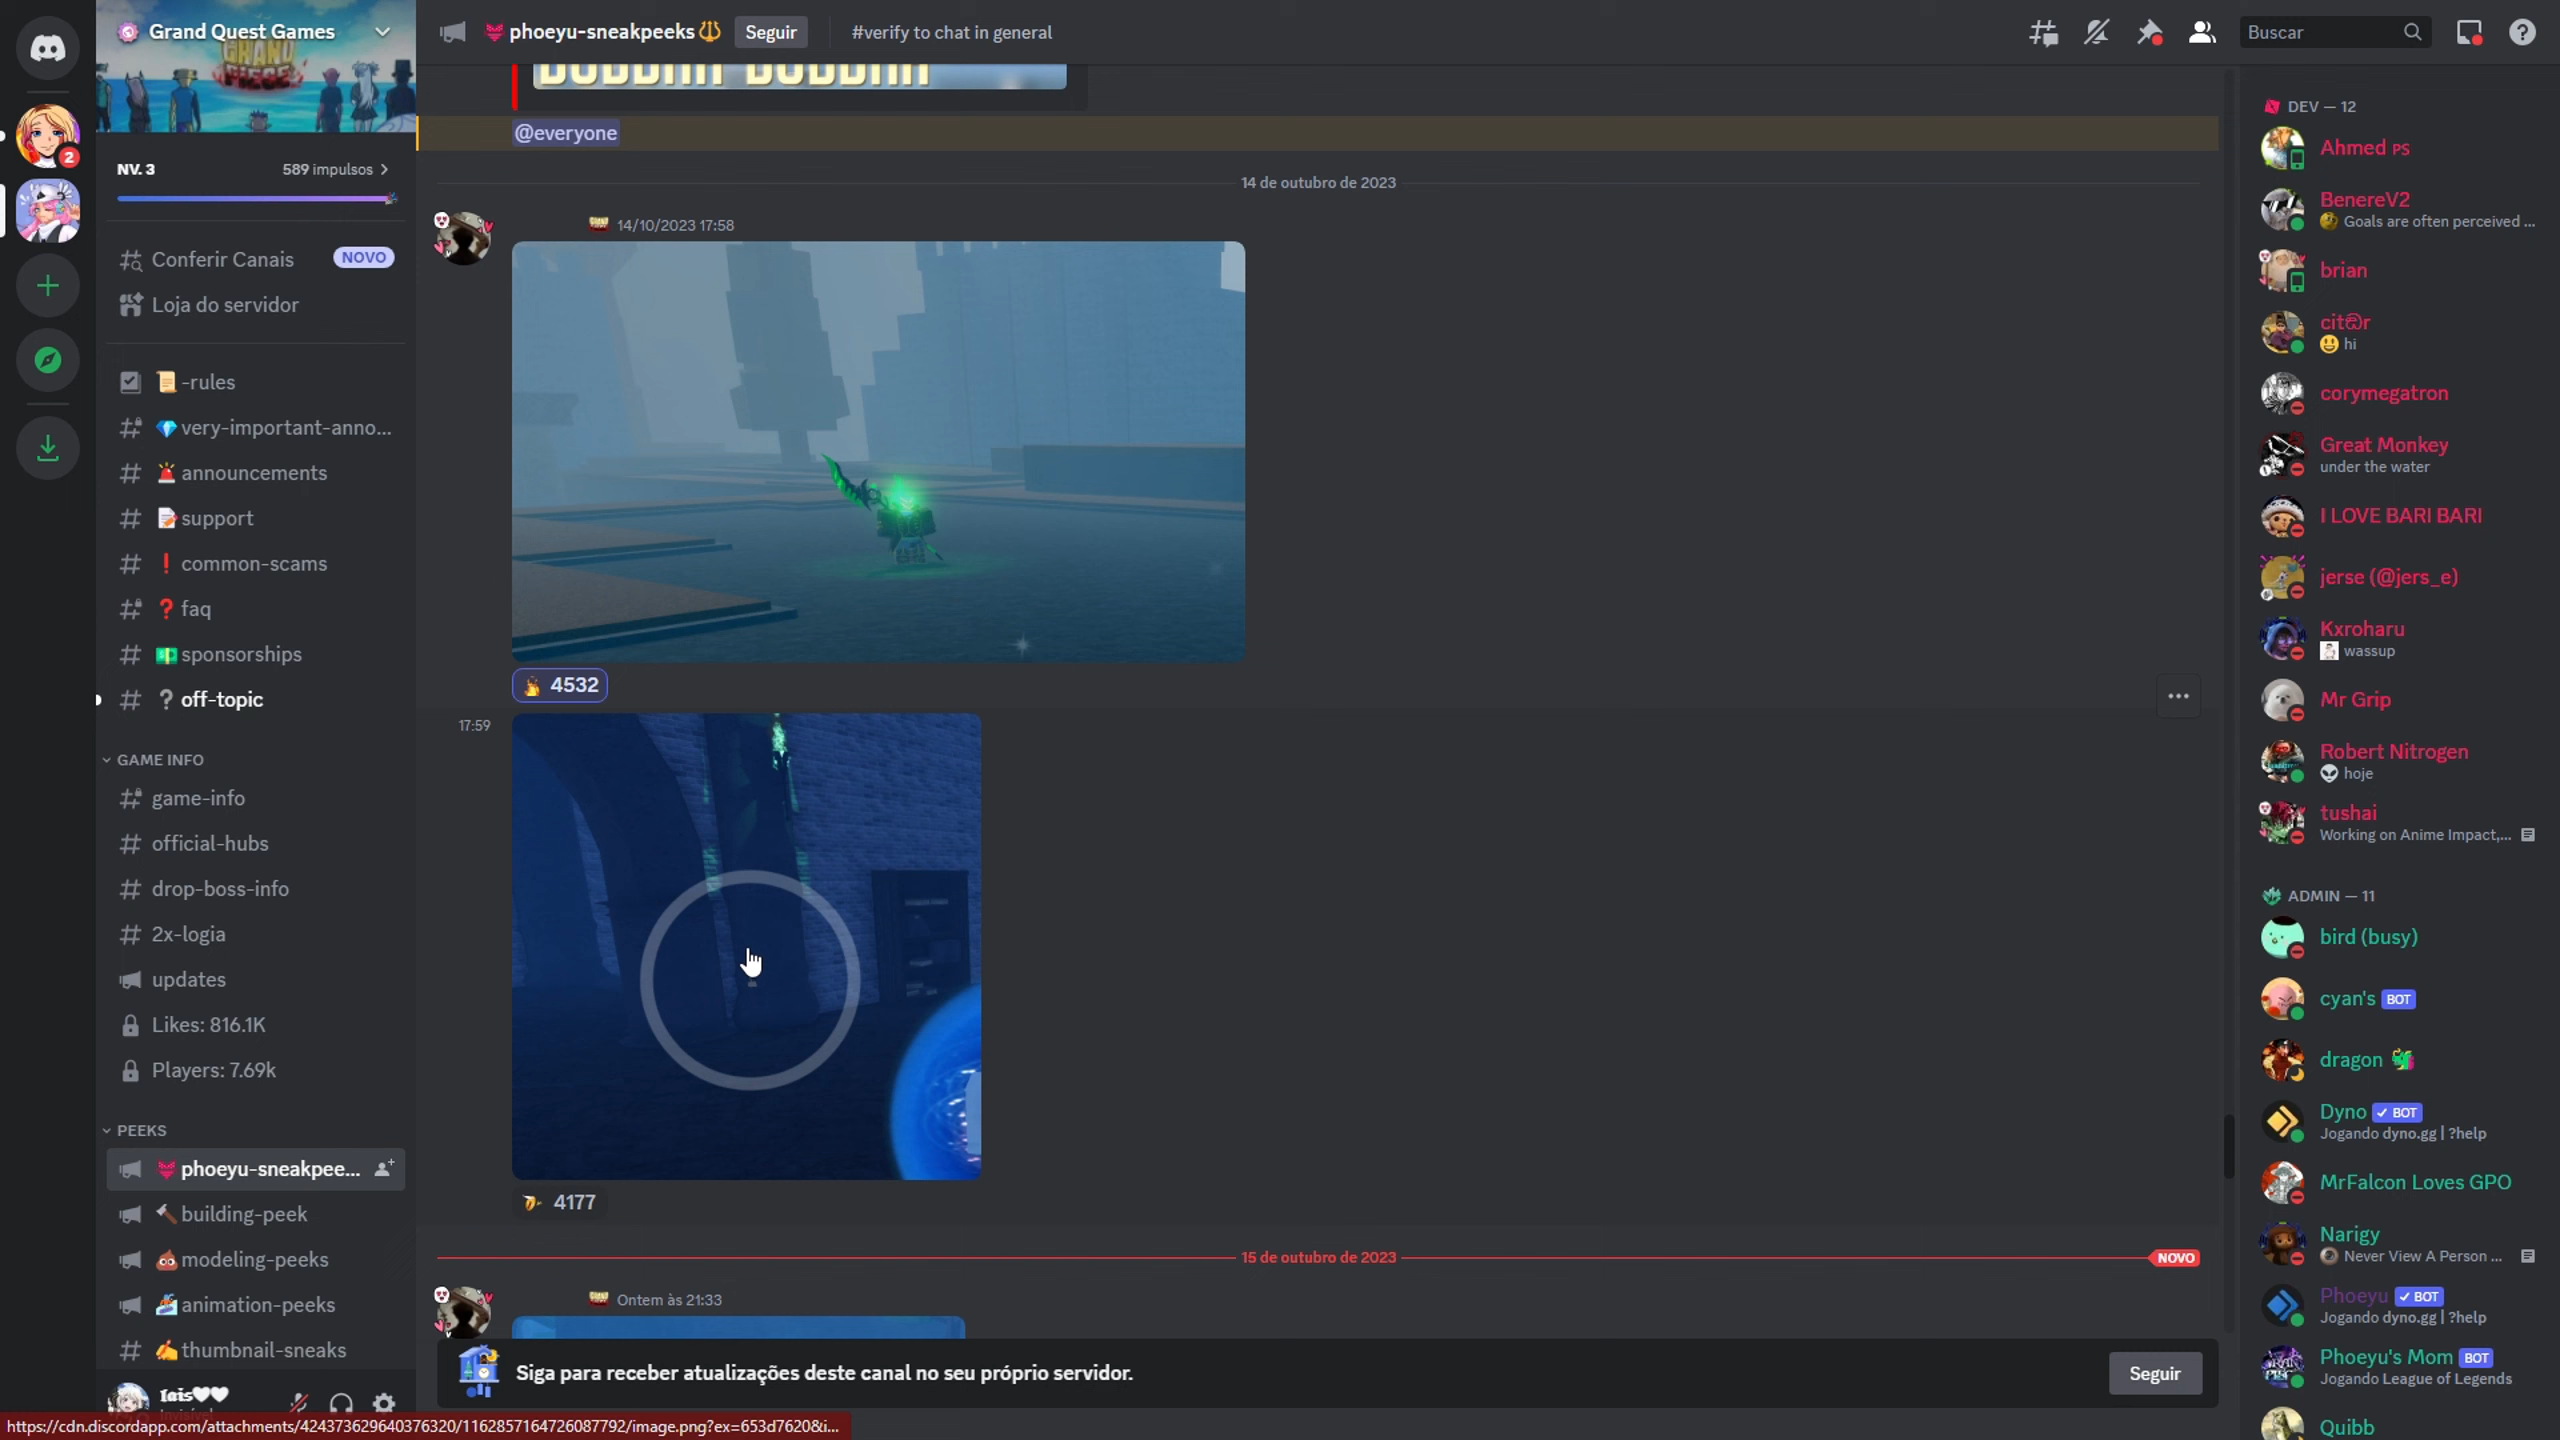 Grand Quest Games
GRAND PIECE
NV. 3
589 impulsos
Conferir Canais
NOVO
Loja do servidor
-rules
very-important-anno...
announcements
support
common-scams
faq
sponsorships
off-topic
GAME INFO
game-info
official-hubs
drop-boss-info
2x-logia
updates
Likes: 816.1K
Players: 7.69k
PEEKS
phoeyu-sneakpee...
building-peek
modeling-peeks
animation-peeks
thumbnail-sneaks
https://cdn.discordapp.com/attachments/424373629640376320/1162857164726087792/image.png?ex=653d7620&i...
phoeyu-sneakpeeks
Seguir
#verify to chat in general
Buscar
@everyone
14 de outubro de 2023
14/10/2023 17:58
4532
17:59
4177
15 de outubro de 2023
NOVO
Ontem às 21:33
Siga para receber atualizações deste canal no seu próprio servidor.
Seguir
DEV — 12
Ahmed PS
BenereV2
Goals are often perceived ...
brian
hi
corymegatron
Great Monkey
under the water
I LOVE BARI BARI
jerse (@jers_e)
Kxroharu
wassup
Mr Grip
Robert Nitrogen
hoje
tushai
Working on Anime Impact,...
ADMIN — 11
bird (busy)
cyan's BOT
dragon
Dyno BOT
Jogando dyno.gg | ?help
MrFalcon Loves GPO
Narigy
Never View A Person ...
Phoeyu BOT
Jogando dyno.gg | ?help
Phoeyu's Mom BOT
Jogando League of Legends
Quibb